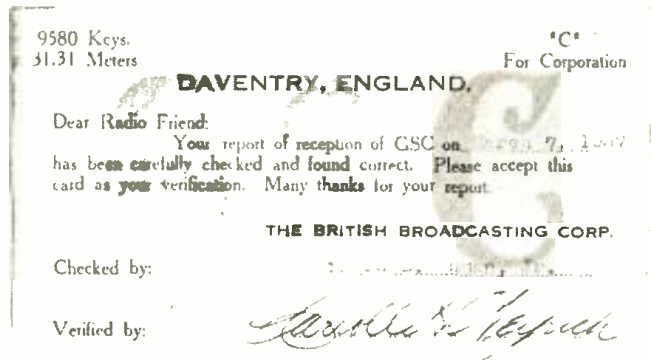 9580 Kcys. "C"
31.31 Meters For Corporation
DAVENTRY, ENGLAND.
Dear Radio Friend:
Your report of reception of GSC on 7,
has been carefully checked and found correct. Please accept this
card as your verification. Many thanks for your report.
THE BRITISH BROADCASTING CORP.
Checked by:
Verified by:
C